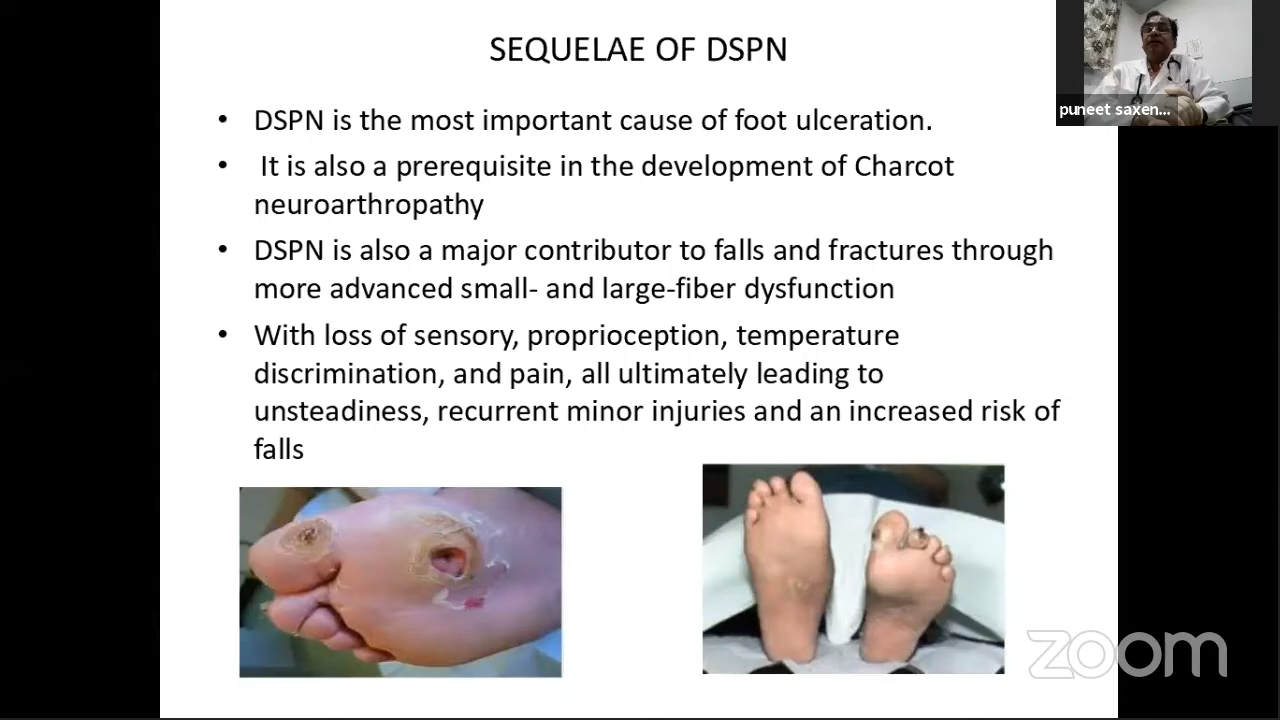 SEQUELAE OF DSPN
puneet saxen...
• DSPN is the most important cause of foot ulceration.
• It is also a prerequisite in the development of Charcot
neuroarthropathy
• DSPN is also a major contributor to falls and fractures through
more advanced small- and large-fiber dysfunction
• With loss of sensory, proprioception, temperature
discrimination, and pain, all ultimately leading to
unsteadiness, recurrent minor injuries and an increased risk of
falls
zoom